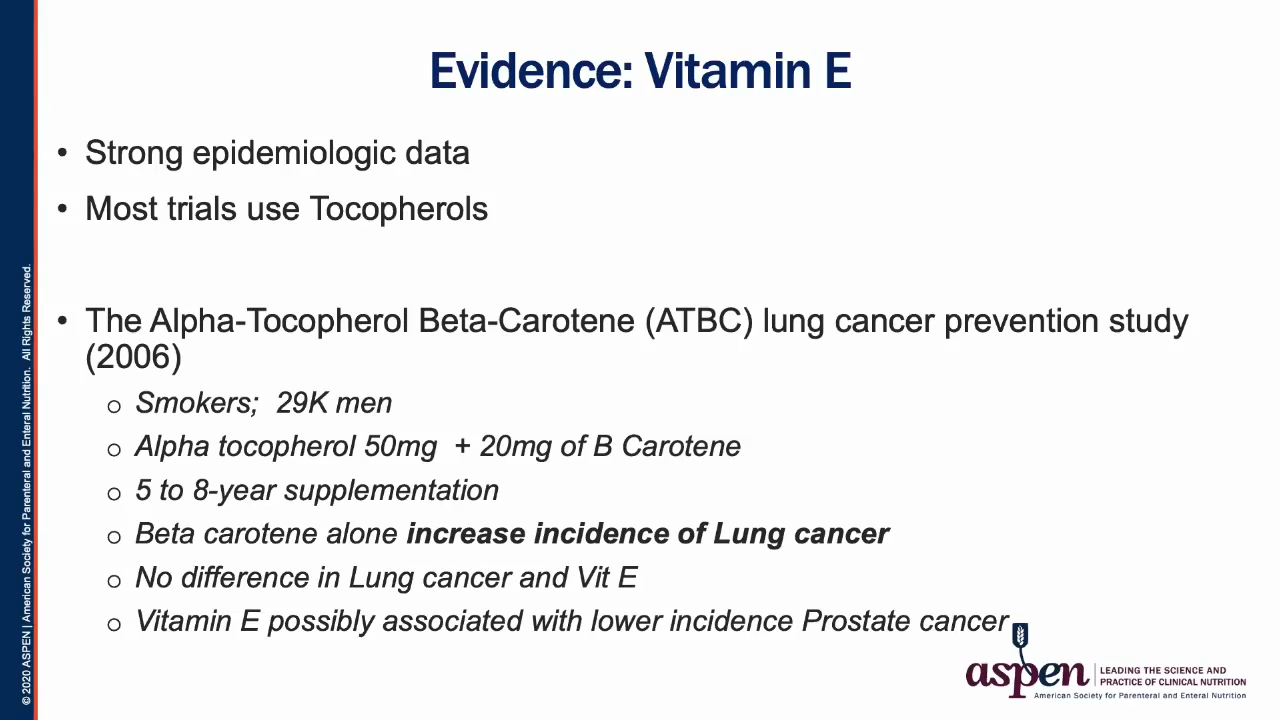 Evidence: Vitamin E
• Strong epidemiologic data
• Most trials use Tocopherols
• The Alpha-Tocopherol Beta-Carotene (ATBC) lung cancer prevention study
(2006)
o Smokers;  29K men
o Alpha tocopherol 50mg  + 20mg of B Carotene
o 5 to 8-year supplementation
o Beta carotene alone increase incidence of Lung cancer
o No difference in Lung cancer and Vit E
o Vitamin E possibly associated with lower incidence Prostate cancer
© 2020 ASPEN | American Society for Parenteral and Enteral Nutrition.  All Rights Reserved.
aspen
LEADING THE SCIENCE AND
PRACTICE OF CLINICAL NUTRITION
American Society for Parenteral and Enteral Nutrition